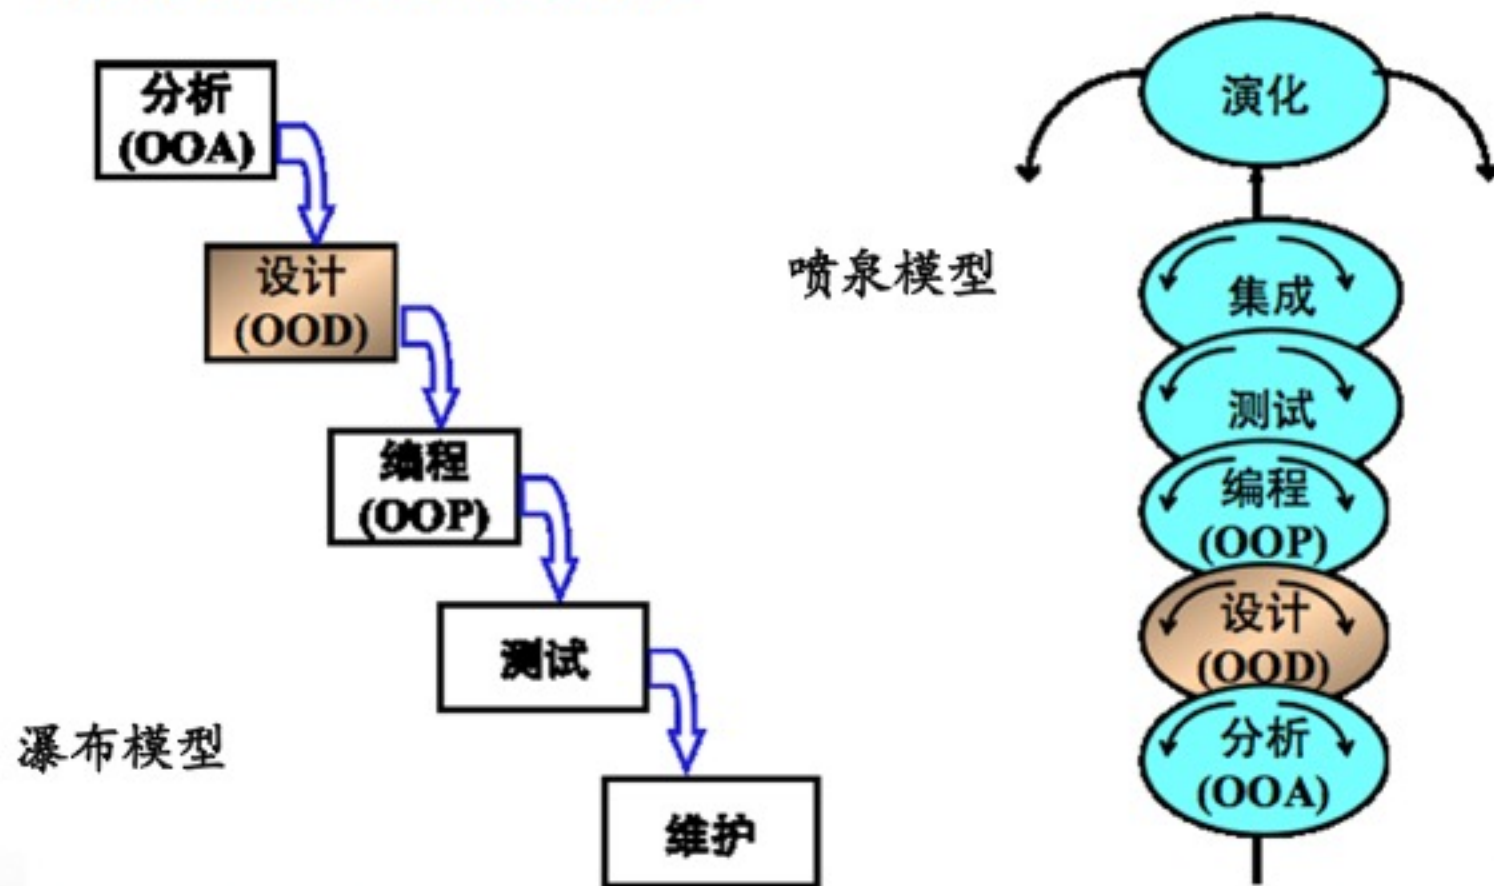 分析
(OOA)
设计
(OOD)
编程
(OOP)
测试
维护
瀑布模型
喷泉模型
演化
集成
测试
编程
(OOP)
设计
(OOD)
分析
(OOA)